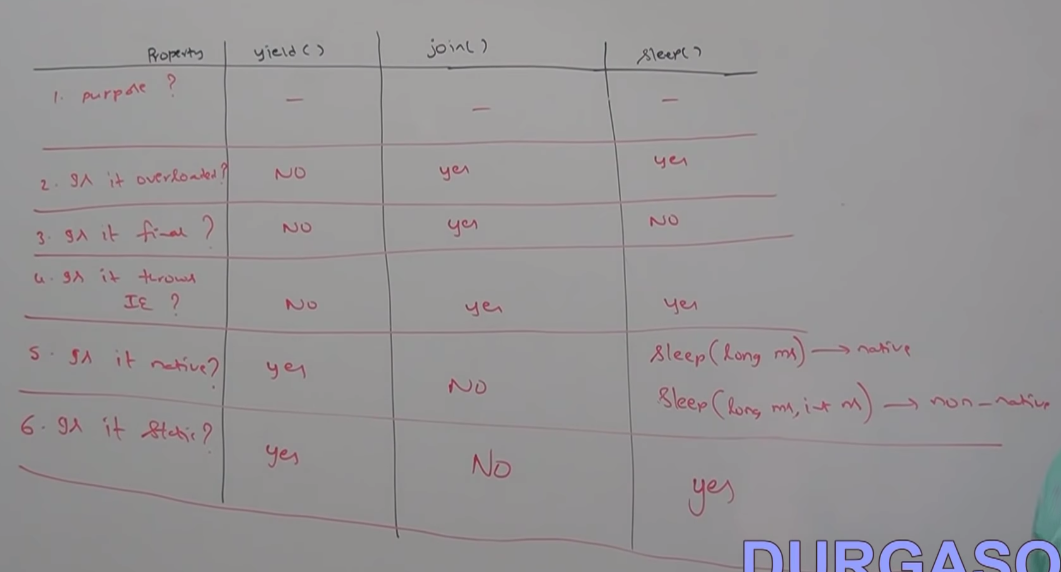 Property yield() join() sleep()
1. purpose ? — — —
2. Is it overloaded? NO yes yes
3. Is it final ? NO yes NO
4. Is it throws
IE ? NO yes yes
5. Is it native? yes NO sleep(long ms) → native
sleep(long ms, int ns) → non-native
6. Is it static? yes NO yes
DURGASO